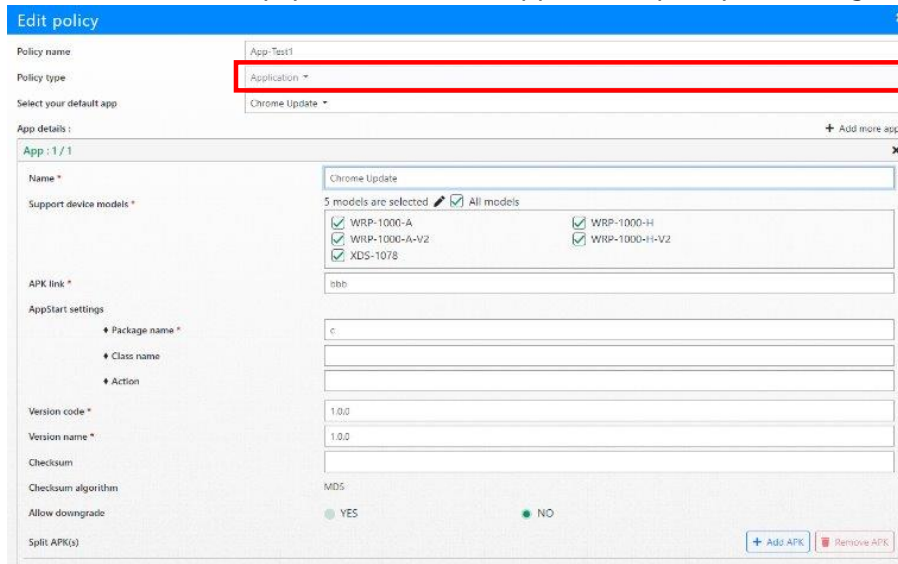 Edit policy
Policy name App-Test1
Policy type Application
Select your default app Chrome Update
App details : + Add more app
App : 1 / 1 ×
Name * Chrome Update
Support device models * 5 models are selected All models
WRP-1000-A WRP-1000-H
WRP-1000-A-V2 WRP-1000-H-V2
XDS-1078
APK link * bbb
AppStart settings
♦ Package name * c
♦ Class name
♦ Action
Version code * 1.0.0
Version name * 1.0.0
Checksum
Checksum algorithm MD5
Allow downgrade YES NO
Split APK(s) + Add APK Remove APK